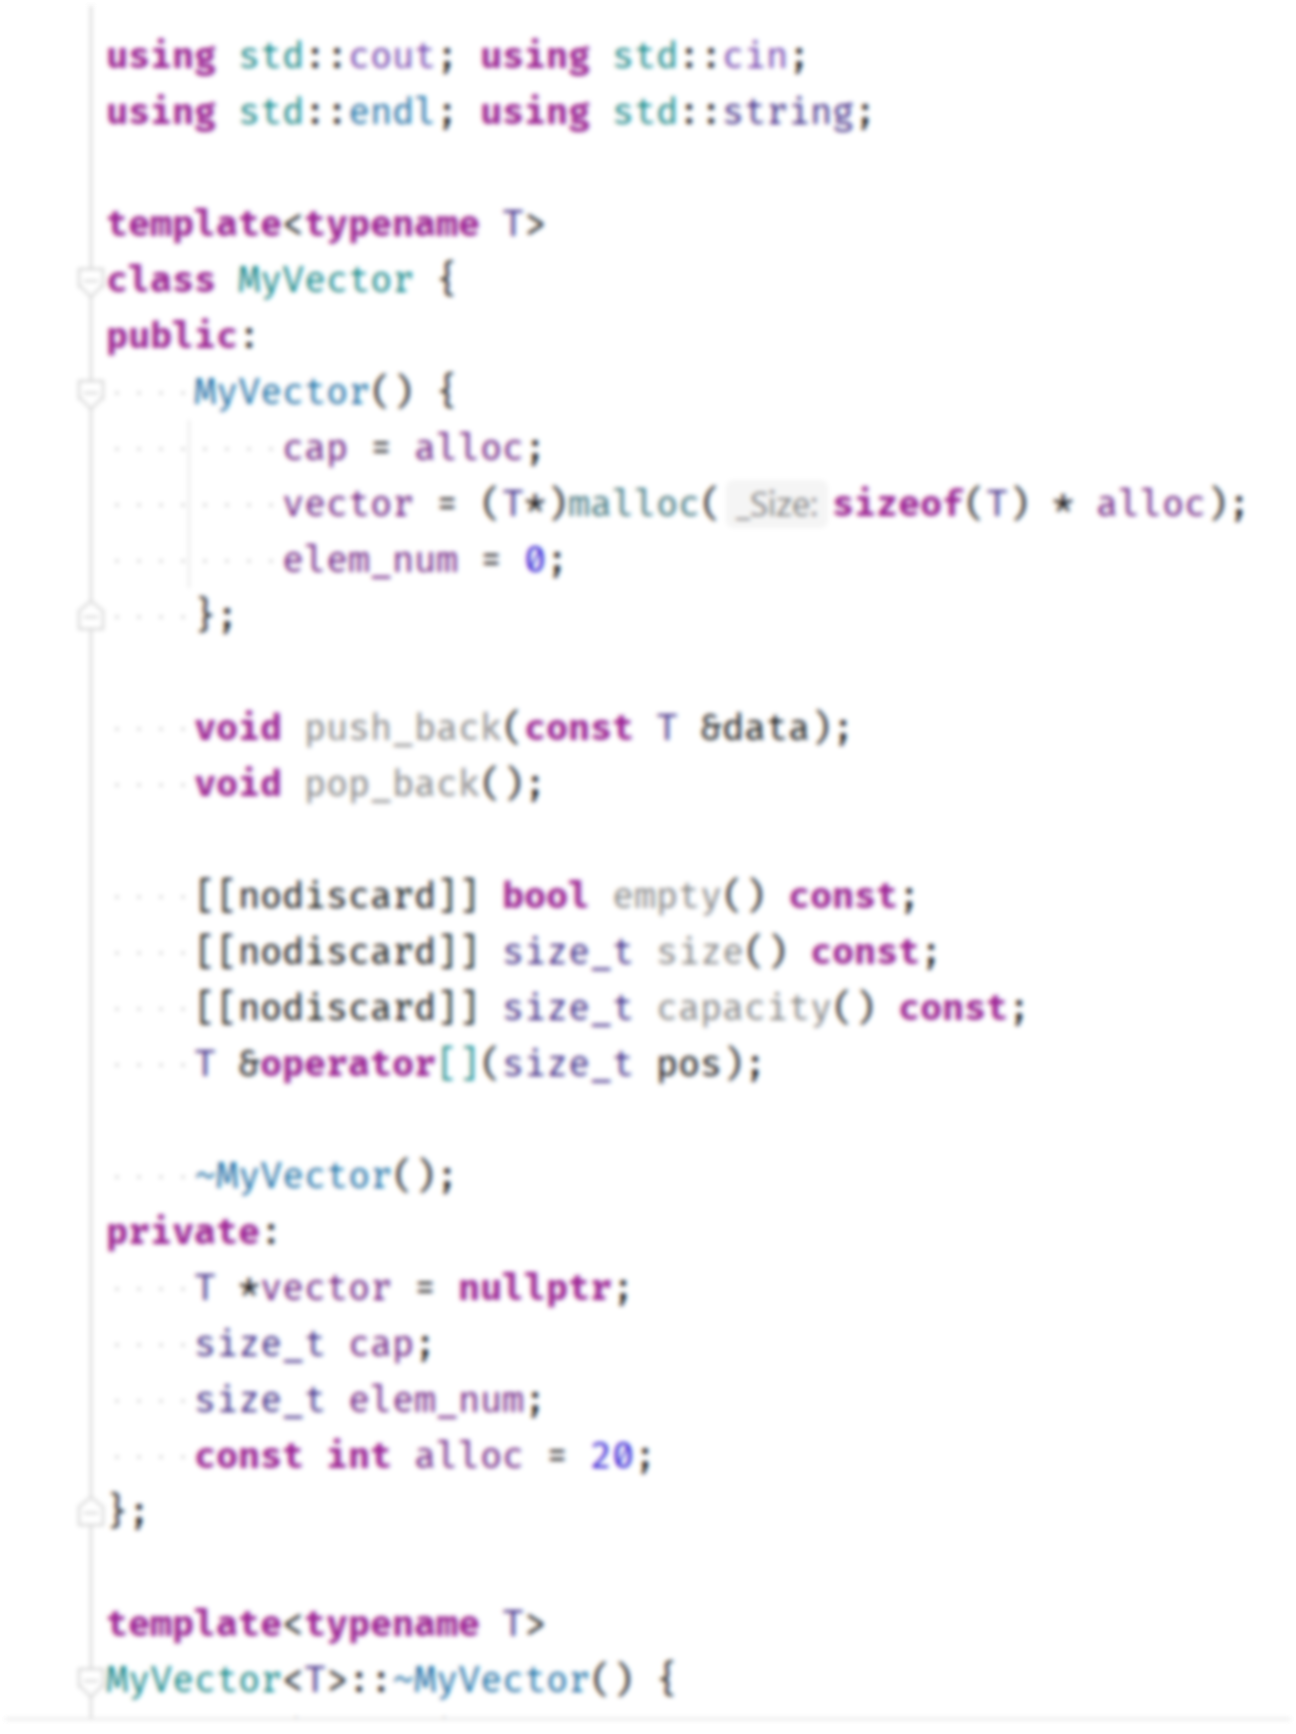 using std::cout; using std::cin;
using std::endl; using std::string;
template<typename T>
class MyVector {
public:
    MyVector() {
        cap = alloc;
        vector = (T*)malloc( _Size: sizeof(T) * alloc);
        elem_num = 0;
    };
    void push_back(const T &data);
    void pop_back();
    [[nodiscard]] bool empty() const;
    [[nodiscard]] size_t size() const;
    [[nodiscard]] size_t capacity() const;
    T &operator[](size_t pos);
    ~MyVector();
private:
    T *vector = nullptr;
    size_t cap;
    size_t elem_num;
    const int alloc = 20;
};
template<typename T>
MyVector<T>::~MyVector() {